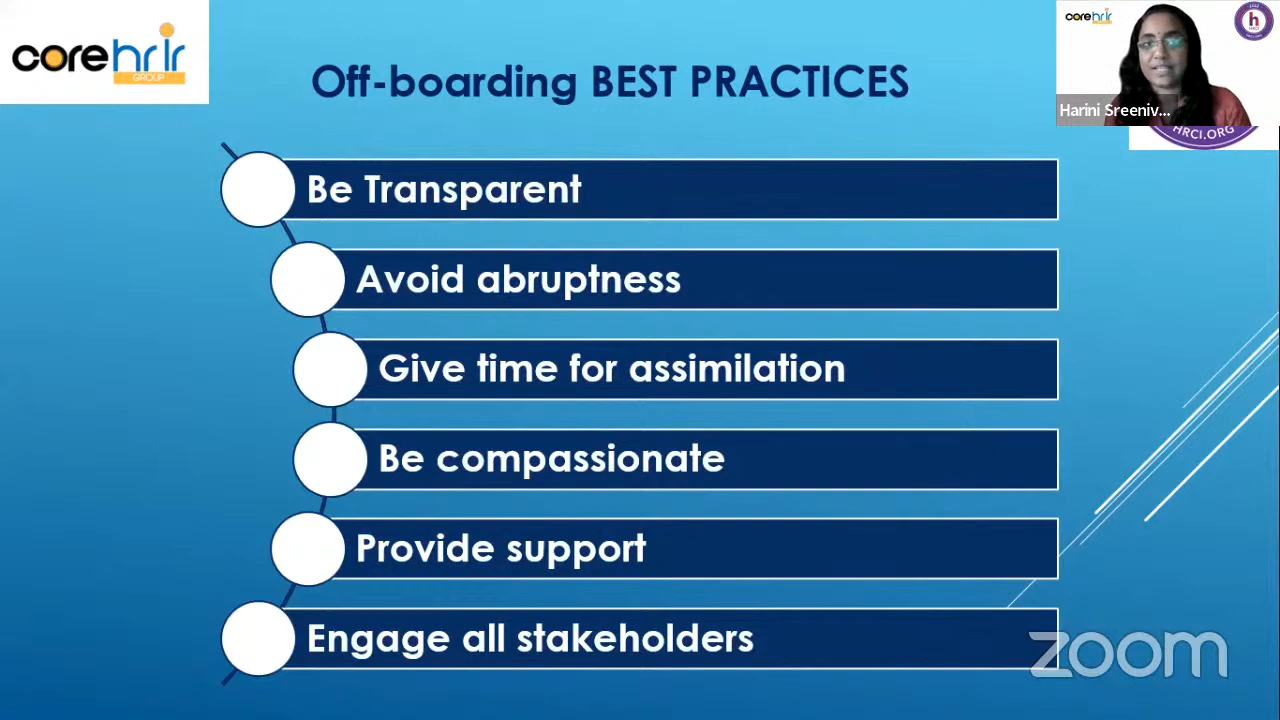 corehrir
GROUP
Off-boarding BEST PRACTICES
corehrir
h
HRCI
Harini Sreeniv...
HRCI.ORG
Be Transparent
Avoid abruptness
Give time for assimilation
Be compassionate
Provide support
Engage all stakeholders
zoom